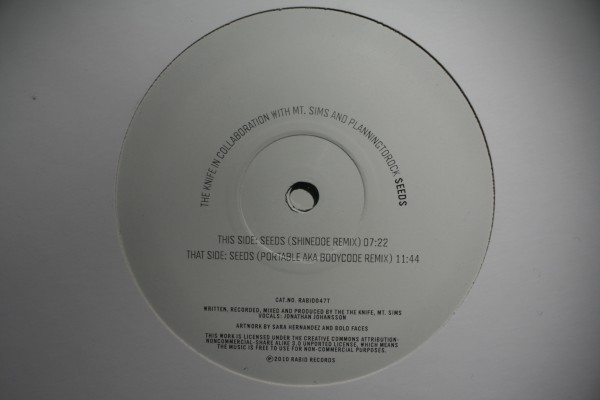 THE KNIFE IN COLLABORATION WITH MT. SIMS AND PLANNINGTOROCK SEEDS
THIS SIDE: SEEDS (SHINEDOE REMIX) 07:22
THAT SIDE: SEEDS (PORTABLE AKA BODYCODE REMIX) 11:44
CAT.NO. RABID047T
WRITTEN, RECORDED, MIXED AND PRODUCED BY THE THE KNIFE, MT. SIMS
VOCALS: JONATHAN JOHANSSON
ARTWORK BY SARA HERNANDEZ AND GOLD FACES
THIS WORK IS LICENSED UNDER THE CREATIVE COMMONS ATTRIBUTION-
NONCOMMERCIAL-SHARE ALIKE 3.0 UNPORTED LICENSE, WHICH MEANS
THE MUSIC IS FREE TO USE FOR NON-COMMERCIAL PURPOSES.
℗ 2010 RABID RECORDS